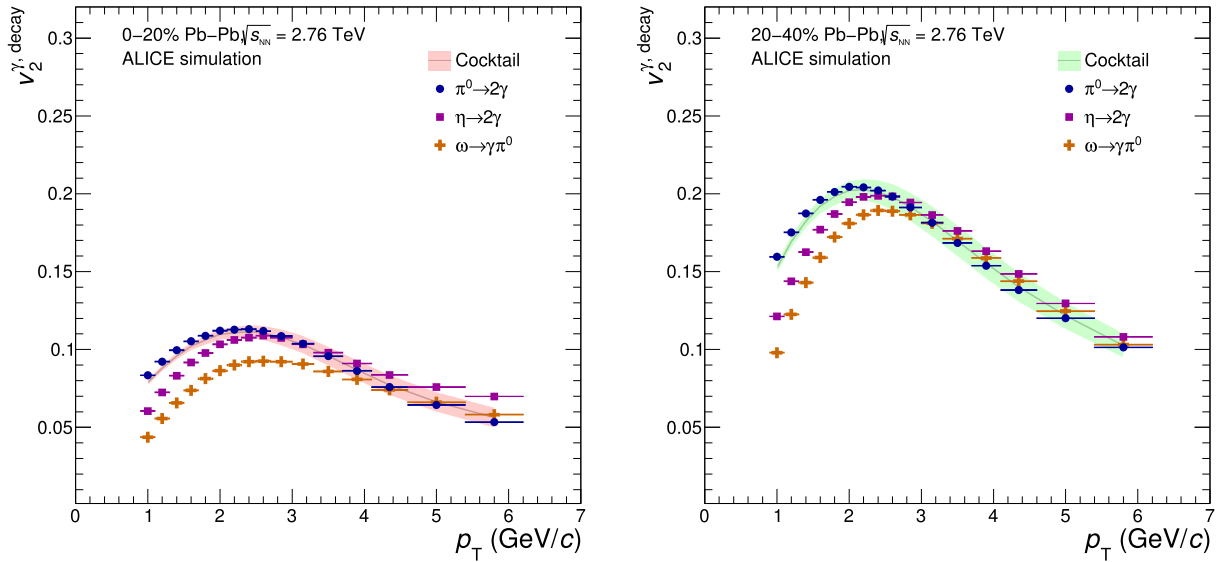 0–20% Pb–Pb, √s_NN = 2.76 TeV
ALICE simulation
Cocktail
π⁰→2γ
η→2γ
ω→γπ⁰
v₂^γ, decay
0.3
0.25
0.2
0.15
0.1
0.05
0 1 2 3 4 5 6 7
p_T (GeV/c)
20–40% Pb–Pb, √s_NN = 2.76 TeV
ALICE simulation
Cocktail
π⁰→2γ
η→2γ
ω→γπ⁰
v₂^γ, decay
0.3
0.25
0.2
0.15
0.1
0.05
0 1 2 3 4 5 6 7
p_T (GeV/c)